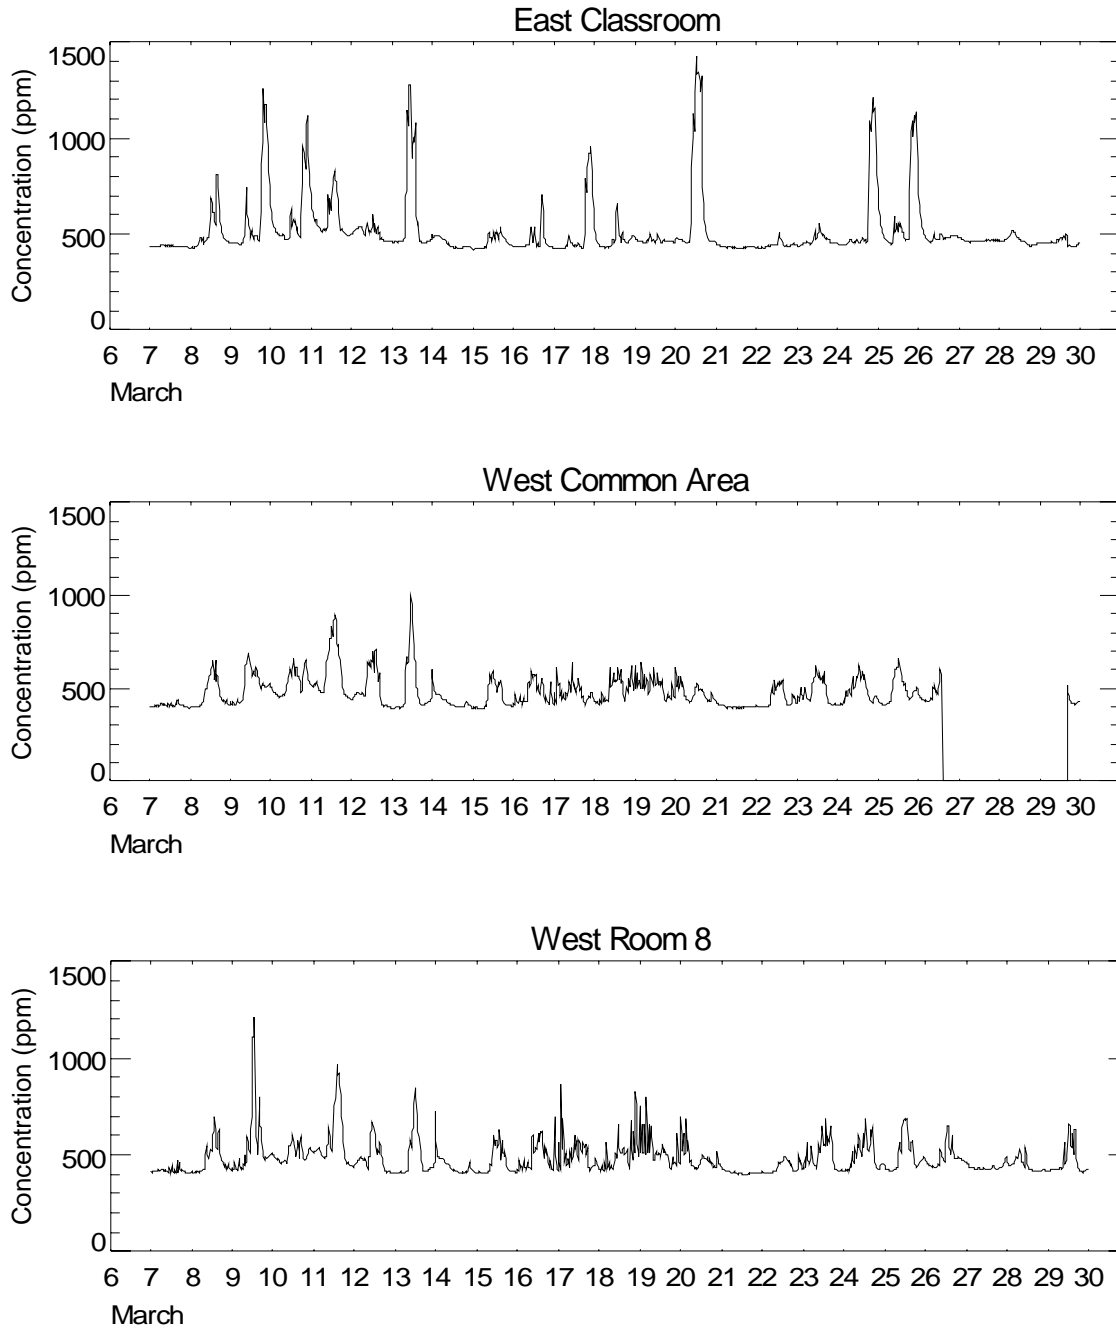 East Classroom
Concentration (ppm)
1500
1000
500
0
6 7 8 9 10 11 12 13 14 15 16 17 18 19 20 21 22 23 24 25 26 27 28 29 30
March
West Common Area
Concentration (ppm)
1500
1000
500
0
6 7 8 9 10 11 12 13 14 15 16 17 18 19 20 21 22 23 24 25 26 27 28 29 30
March
West Room 8
Concentration (ppm)
1500
1000
500
0
6 7 8 9 10 11 12 13 14 15 16 17 18 19 20 21 22 23 24 25 26 27 28 29 30
March